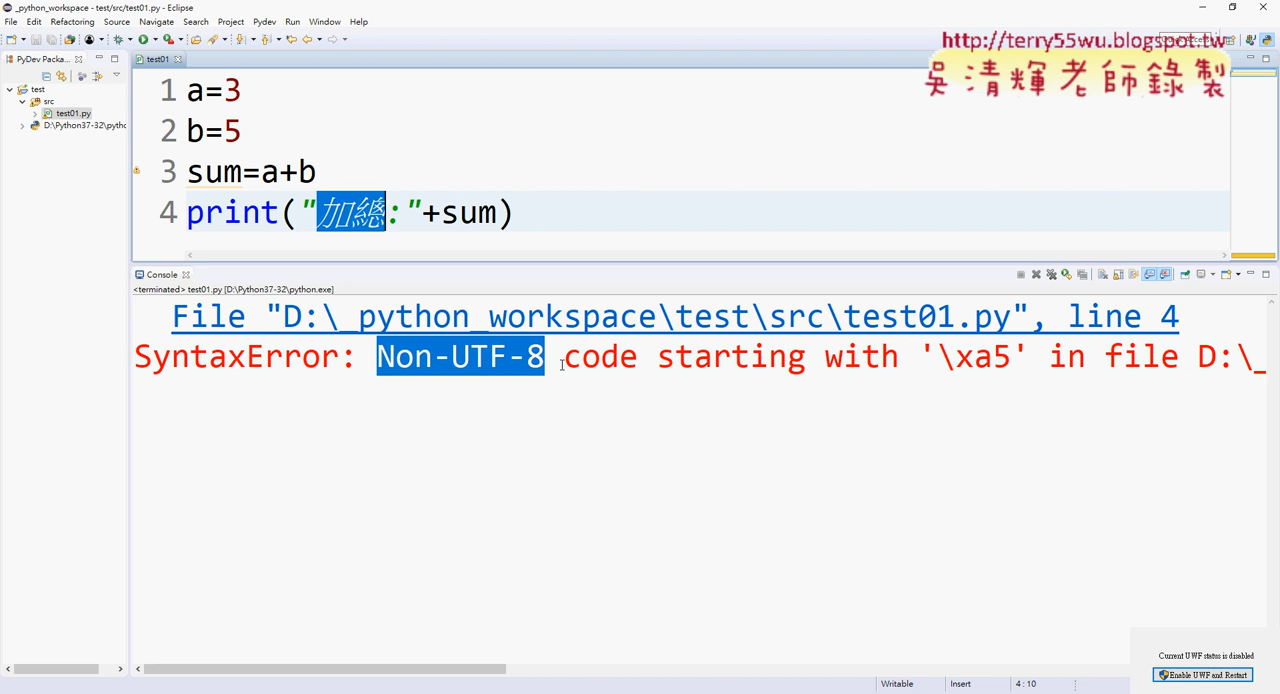 _python_workspace - test/src/test01.py - Eclipse
File Edit Refactoring Source Navigate Search Project Pydev Run Window Help
http://terry55wu.blogspot.tw
吳清輝老師錄製
PyDev Packa...
test01
test
src
test01.py
D:\Python37-32\pytho
1 a=3
2 b=5
3 sum=a+b
4 print("加總:"+sum)
Console
<terminated> test01.py [D:\Python37-32\python.exe]
File "D:\_python_workspace\test\src\test01.py", line 4
SyntaxError: Non-UTF-8 code starting with '\xa5' in file D:\_
Current UWF status is disabled
Enable UWF and Restart
Writable Insert 4 : 10